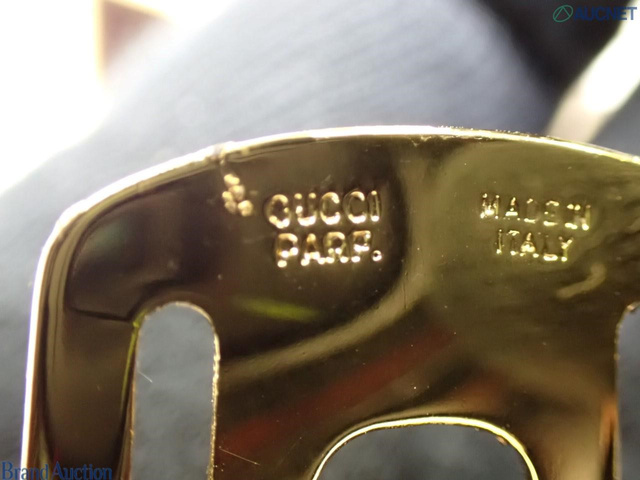 AUCNET
GUCCI
PARF.
MADE IN
ITALY
Brand Auction